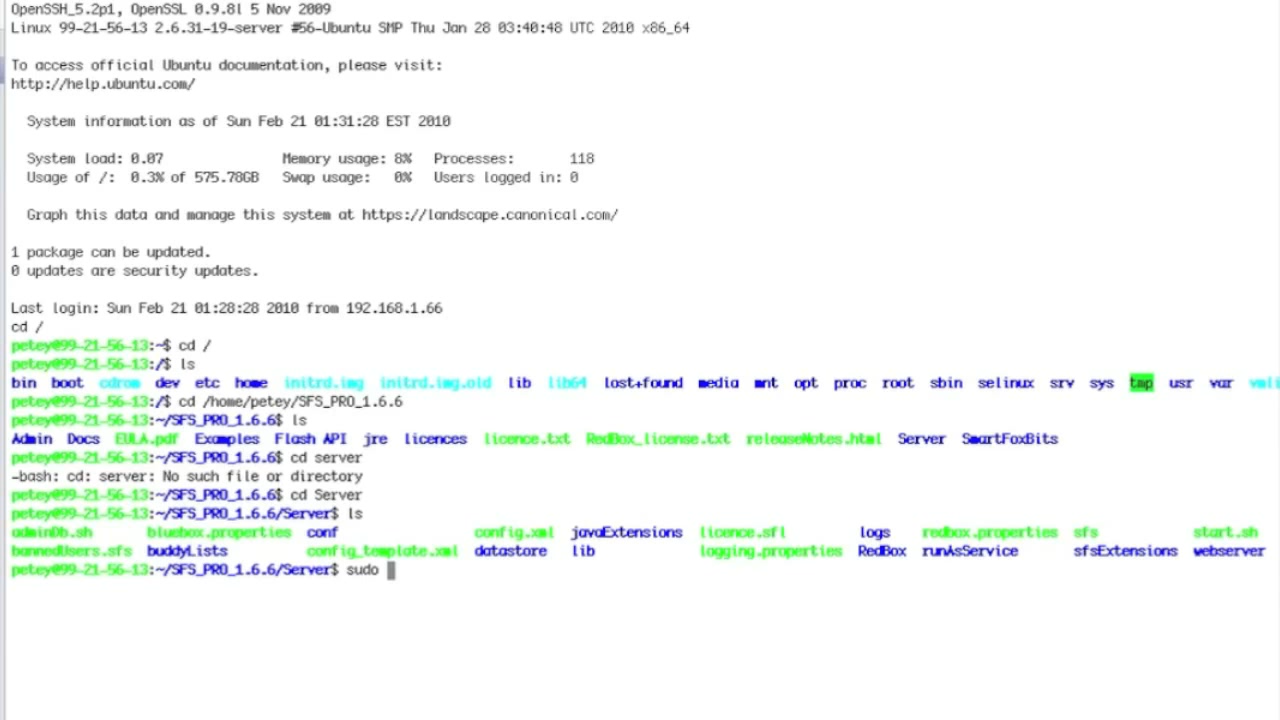 OpenSSH_5.2p1, OpenSSL 0.9.8l 5 Nov 2009
Linux 99-21-56-13 2.6.31-19-server #56-Ubuntu SMP Thu Jan 28 03:40:48 UTC 2010 x86_64
To access official Ubuntu documentation, please visit:
http://help.ubuntu.com/
System information as of Sun Feb 21 01:31:28 EST 2010
System load: 0.07 Memory usage: 8% Processes: 118
Usage of /: 0.3% of 575.78GB Swap usage: 0% Users logged in: 0
Graph this data and manage this system at https://landscape.canonical.com/
1 package can be updated.
0 updates are security updates.
Last login: Sun Feb 21 01:28:28 2010 from 192.168.1.66
cd /
petey@99-21-56-13:~$ cd /
petey@99-21-56-13:/$ ls
bin boot cdrom dev etc home initrd.img initrd.img.old lib lib64 lost+found media mnt opt proc root sbin selinux srv sys tmp usr var
petey@99-21-56-13:/$ cd /home/petey/SFS_PRO_1.6.6
petey@99-21-56-13:~/SFS_PRO_1.6.6$ ls
Admin Docs EULA.pdf Examples Flash API jre licences licence.txt RedBox_license.txt releaseNotes.html Server SmartFoxBits
petey@99-21-56-13:~/SFS_PRO_1.6.6$ cd server
-bash: cd: server: No such file or directory
petey@99-21-56-13:~/SFS_PRO_1.6.6$ cd Server
petey@99-21-56-13:~/SFS_PRO_1.6.6/Server$ ls
adminDb.sh bluebox.properties conf config.xml javaExtensions licence.sfl logs redbox.properties sfs start.sh
bannedUsers.sfs buddyLists config_template.xml datastore lib logging.properties RedBox runAsService sfsExtensions webserver
petey@99-21-56-13:~/SFS_PRO_1.6.6/Server$ sudo